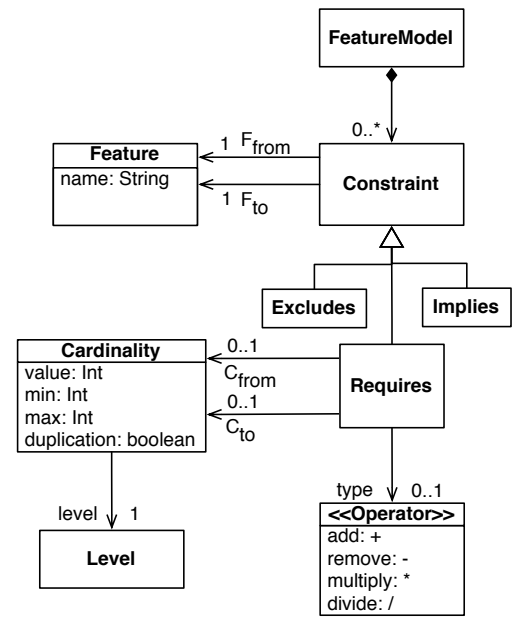 FeatureModel
0..*
Feature
name: String
1 Ffrom
1 Fto
Constraint
Excludes
Implies
Cardinality
value: Int
min: Int
max: Int
duplication: boolean
0..1
Cfrom
0..1
Cto
Requires
level 1
Level
type 0..1
<<Operator>>
add: +
remove: -
multiply: *
divide: /